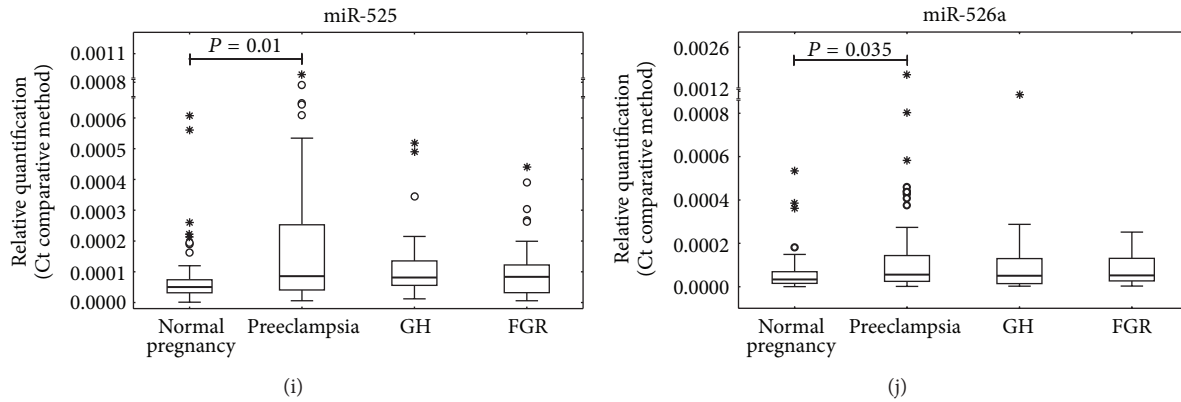 miR-525
Relative quantification
(Ct comparative method)
0.0011
0.0008
0.0006
0.0005
0.0004
0.0003
0.0002
0.0001
0.0000
P = 0.01
Normal pregnancy
Preeclampsia
GH
FGR
(i)
miR-526a
Relative quantification
(Ct comparative method)
0.0026
0.0012
0.0008
0.0006
0.0004
0.0002
0.0000
P = 0.035
Normal pregnancy
Preeclampsia
GH
FGR
(j)